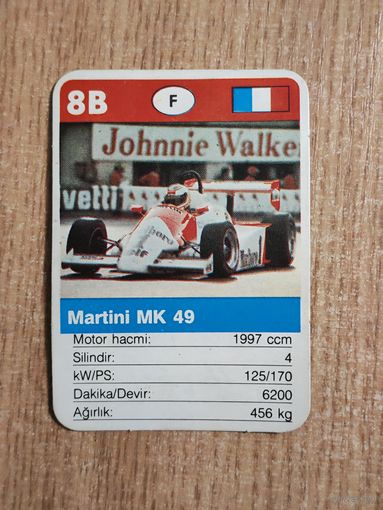 8B F
Johnnie Walke
vetti
Martini MK 49
Motor hacmi: 1997 ccm
Silindir: 4
kW/PS: 125/170
Dakika/Devir: 6200
Ağırlık: 456 kg